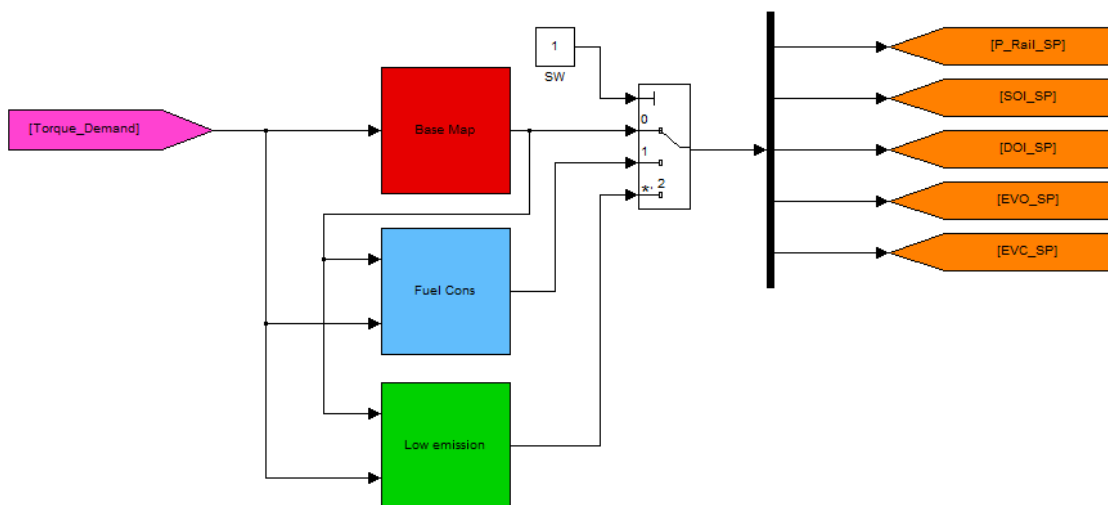 [P_Rail_SP]
1
SW
[SOI_SP]
0
[Torque_Demand]
Base Map
1
[DOI_SP]
*, 2
[EVO_SP]
[EVC_SP]
Fuel Cons
Low emission